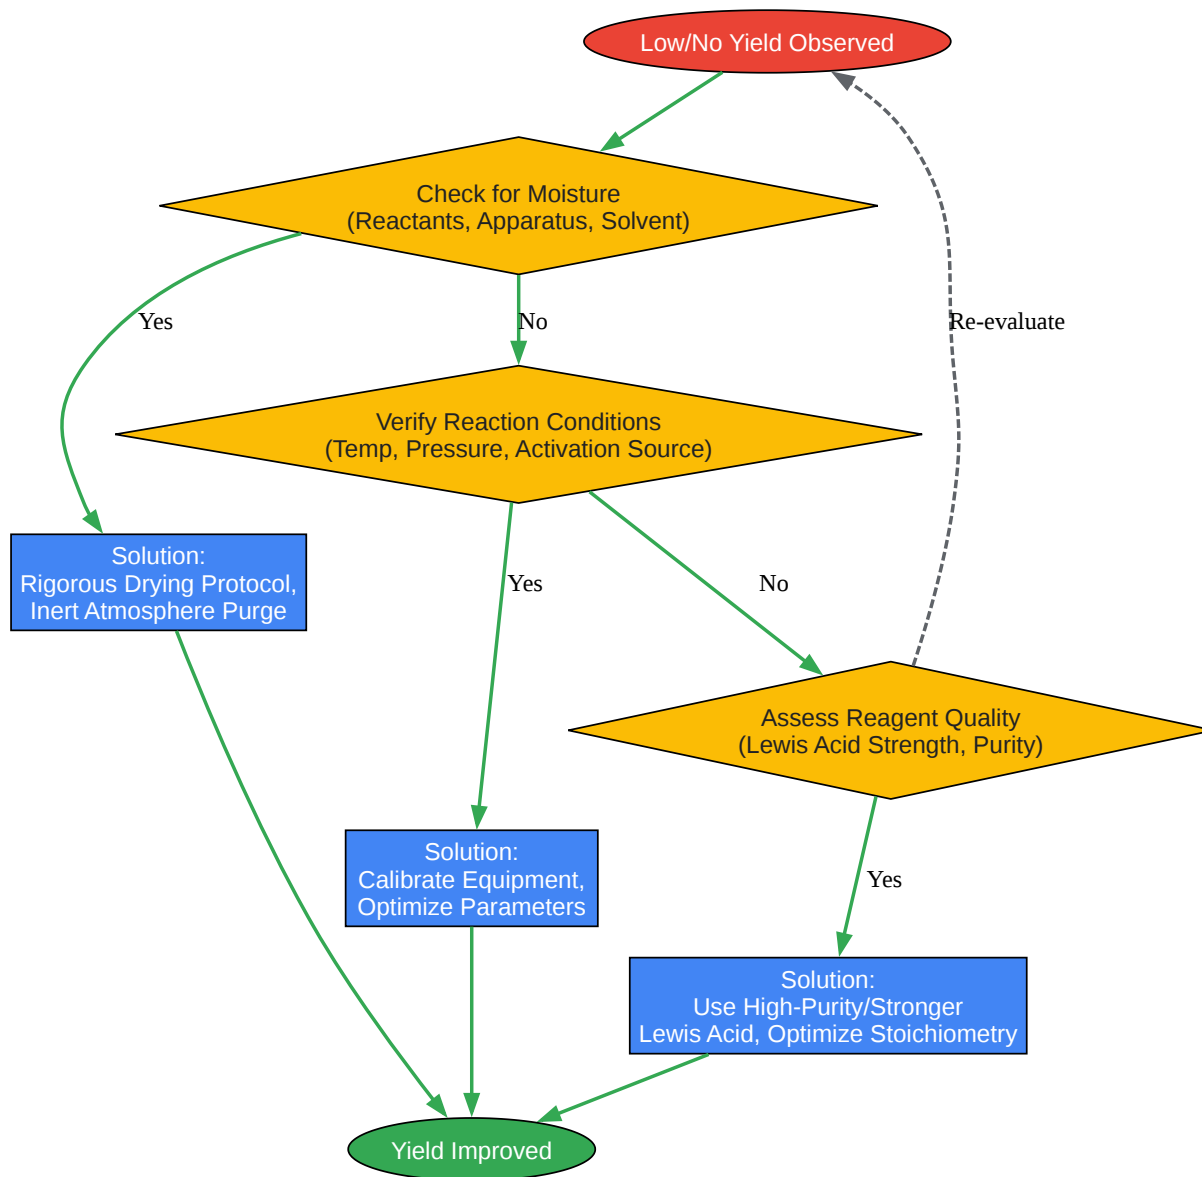 Low/No Yield Observed
Check for Moisture
(Reactants, Apparatus, Solvent)
Yes
No
Re-evaluate
Verify Reaction Conditions
(Temp, Pressure, Activation Source)
Solution:
Rigorous Drying Protocol,
Inert Atmosphere Purge
Yes
No
Assess Reagent Quality
(Lewis Acid Strength, Purity)
Solution:
Calibrate Equipment,
Optimize Parameters
Yes
Solution:
Use High-Purity/Stronger
Lewis Acid, Optimize Stoichiometry
Yield Improved